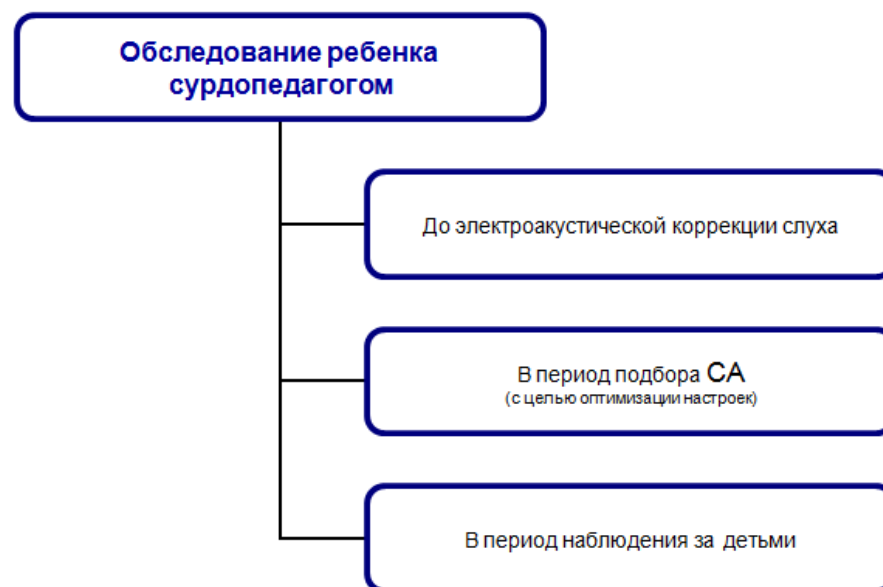 Обследование ребенка
сурдопедагогом
До электроакустической коррекции слуха
В период подбора СА
(с целью оптимизации настроек)
В период наблюдения за детьми